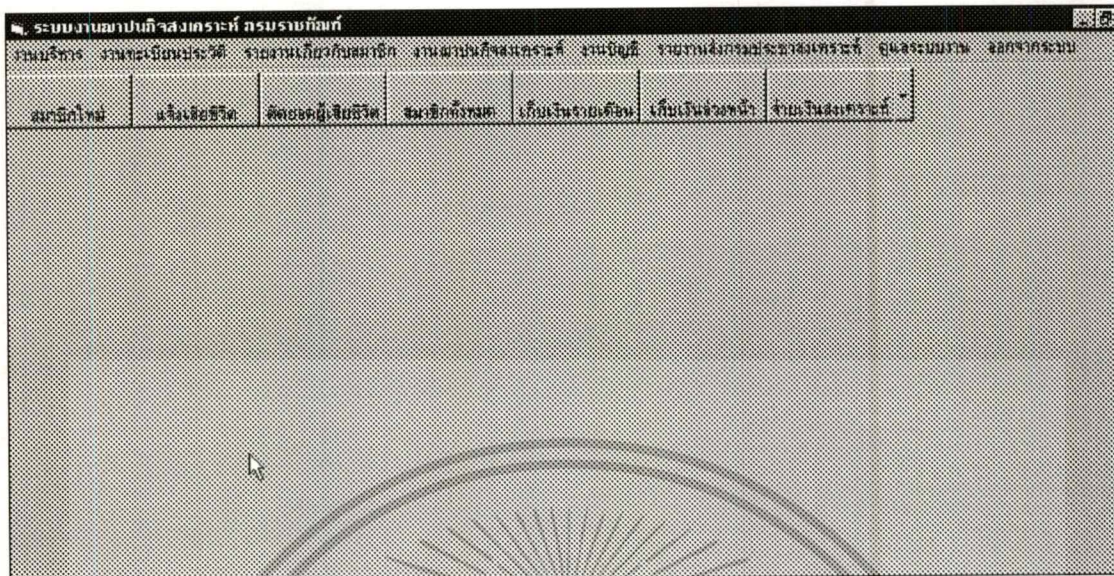 ระบบงานฌาปนกิจสงเคราะห์ กรมราชทัณฑ์
งานบริหาร งานทะเบียนประวัติ รายงานเกี่ยวกับสมาชิก งานฌาปนกิจสงเคราะห์ งานบัญชี รายงานส่งกรมประชาสงเคราะห์ ดูแลระบบงาน ออกจากระบบ
สมาชิกใหม่ แจ้งเสียชีวิต ตัดยอดผู้เสียชีวิต สมาชิกทั้งหมด เก็บเงินรายเดือน เก็บเงินล่วงหน้า จ่ายเงินสงเคราะห์